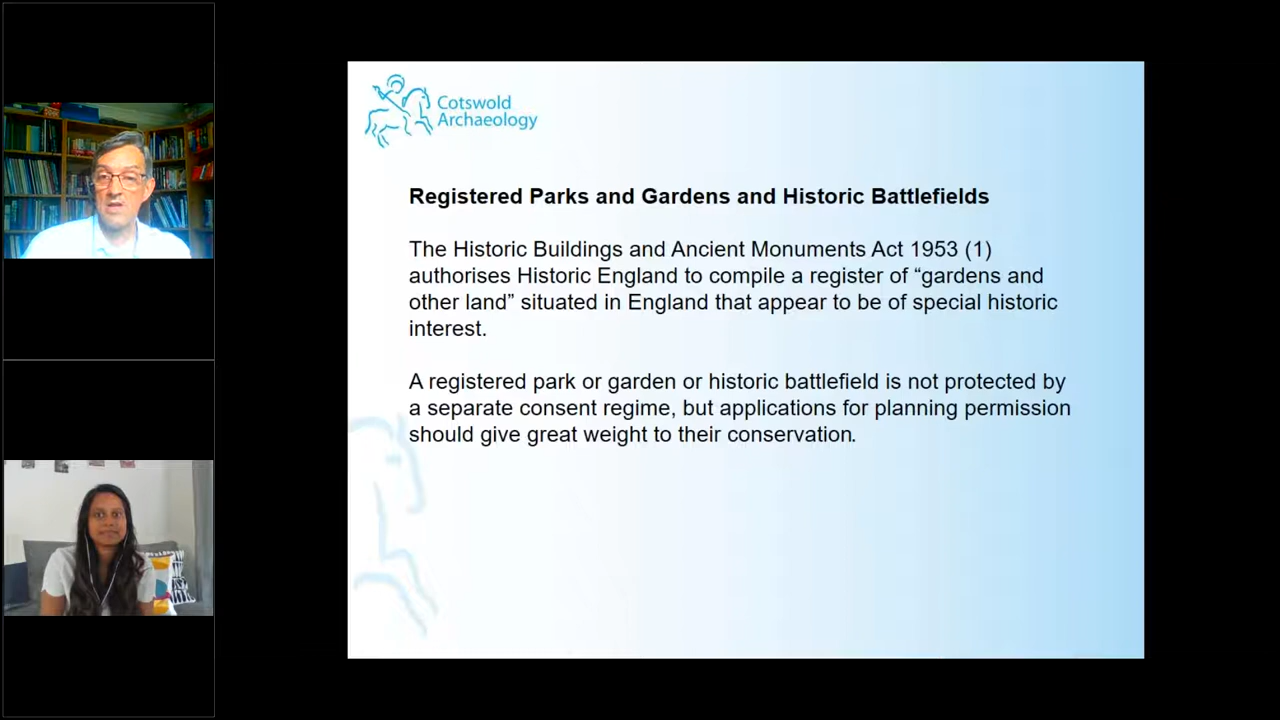 Cotswold
Archaeology
Registered Parks and Gardens and Historic Battlefields
The Historic Buildings and Ancient Monuments Act 1953 (1)
authorises Historic England to compile a register of “gardens and
other land” situated in England that appear to be of special historic
interest.
A registered park or garden or historic battlefield is not protected by
a separate consent regime, but applications for planning permission
should give great weight to their conservation.